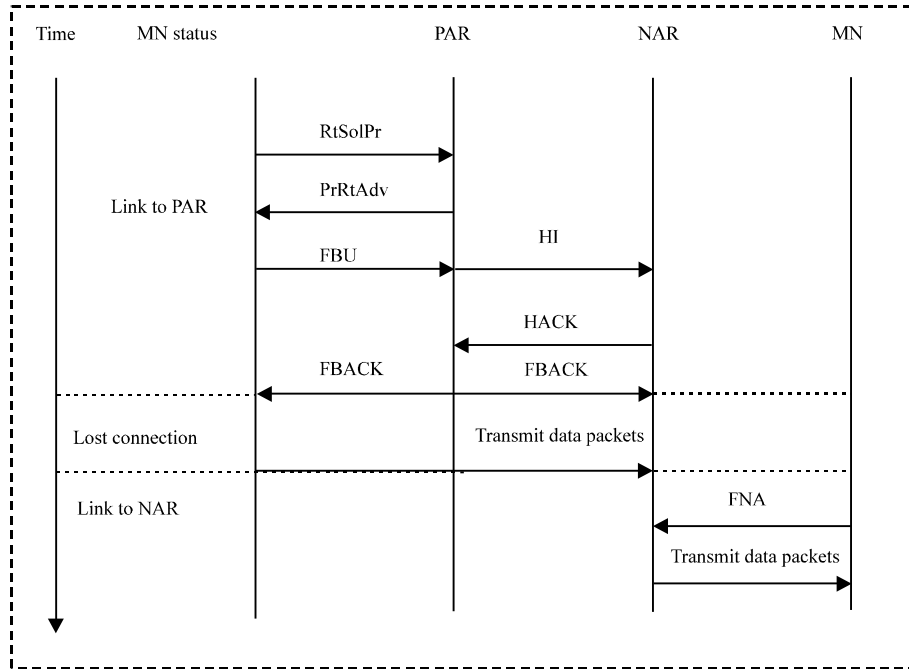 Time MN status PAR NAR MN
RtSolPr
PrRtAdv
Link to PAR
HI
FBU
HACK
FBACK FBACK
Lost connection Transmit data packets
Link to NAR
FNA
Transmit data packets